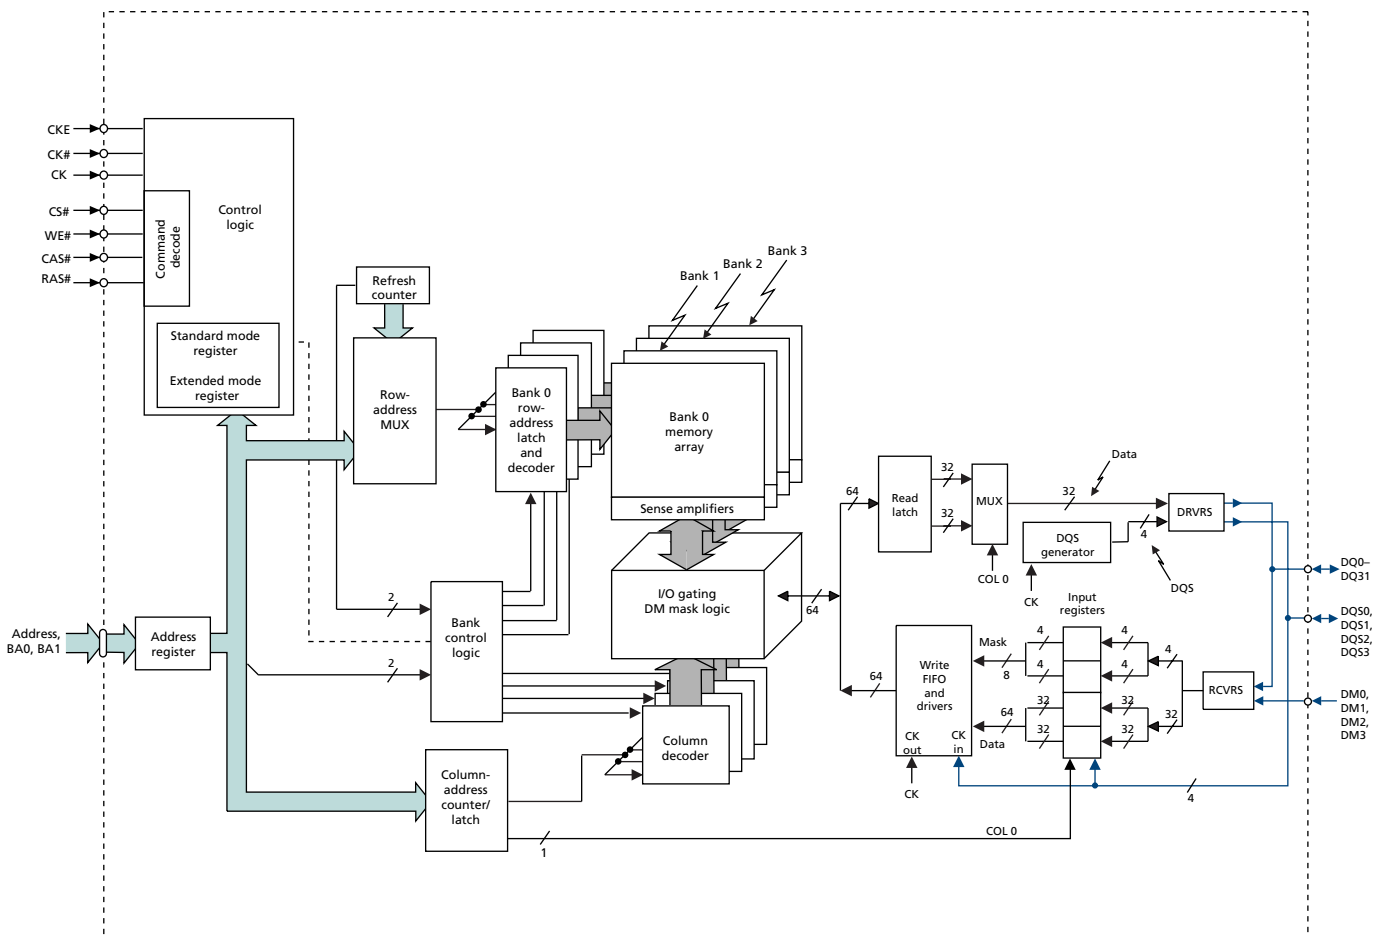 CKE
CK#
CK
CS#
WE#
CAS#
RAS#
Command
decode
Control
logic
Standard mode
register
Extended mode
register
Refresh
counter
Row-
address
MUX
Bank 0
row-
address
latch
and
decoder
Bank 1
Bank 2
Bank 3
Bank 0
memory
array
Sense amplifiers
I/O gating
DM mask logic
2
2
Bank
control
logic
Address,
BA0, BA1
Address
register
Column-
address
counter/
latch
Column
decoder
1
COL 0
64
64
64
Read
latch
32
32
MUX
COL 0
32
Data
DQS
generator
CK
4
DQS
DRVRS
DQ0–
DQ31
DQS0,
DQS1,
DQS2,
DQS3
DM0,
DM1,
DM2,
DM3
RCVRS
Input
registers
Write
FIFO
and
drivers
CK
out
CK
in
CK
Mask
8
64
Data
4
4
32
32
4
4
32
32
4
32
4